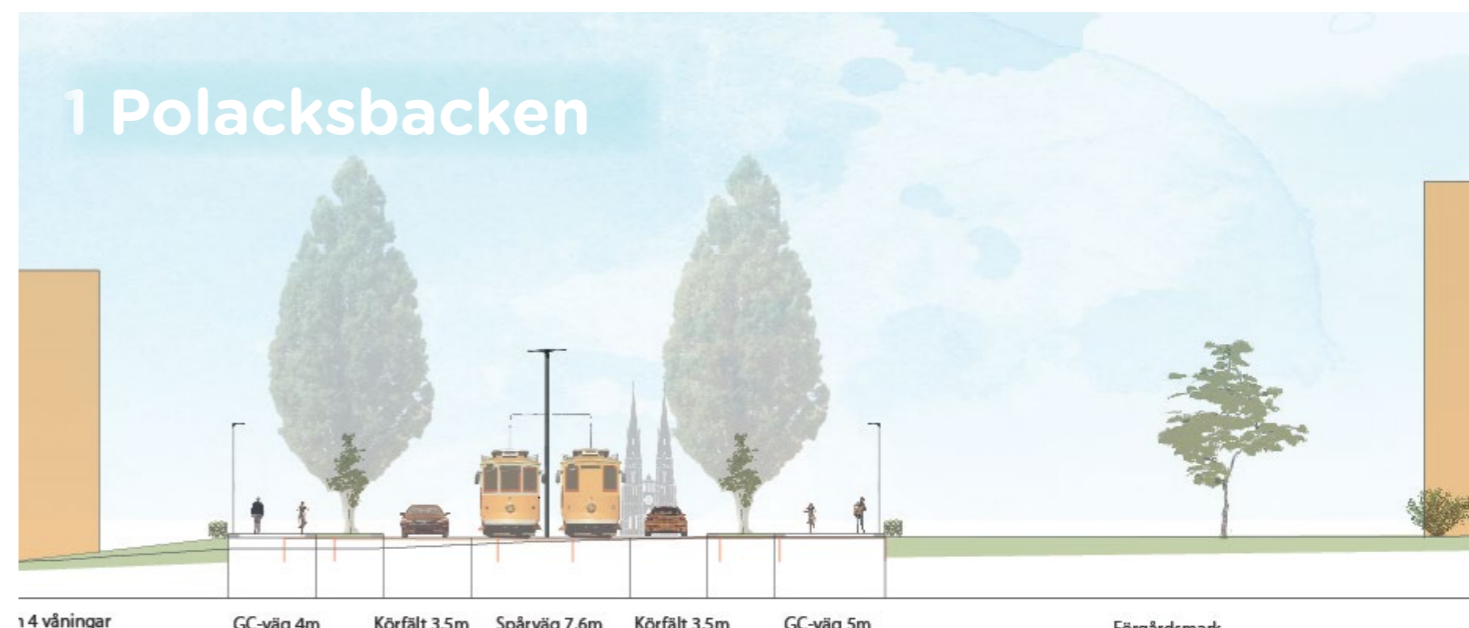 1 Polacksbacken
4 våningar GC-väg 4m Körfält 3.5m Spårväg 7.6m Körfält 3.5m GC-väg 5m Förgårdsmark